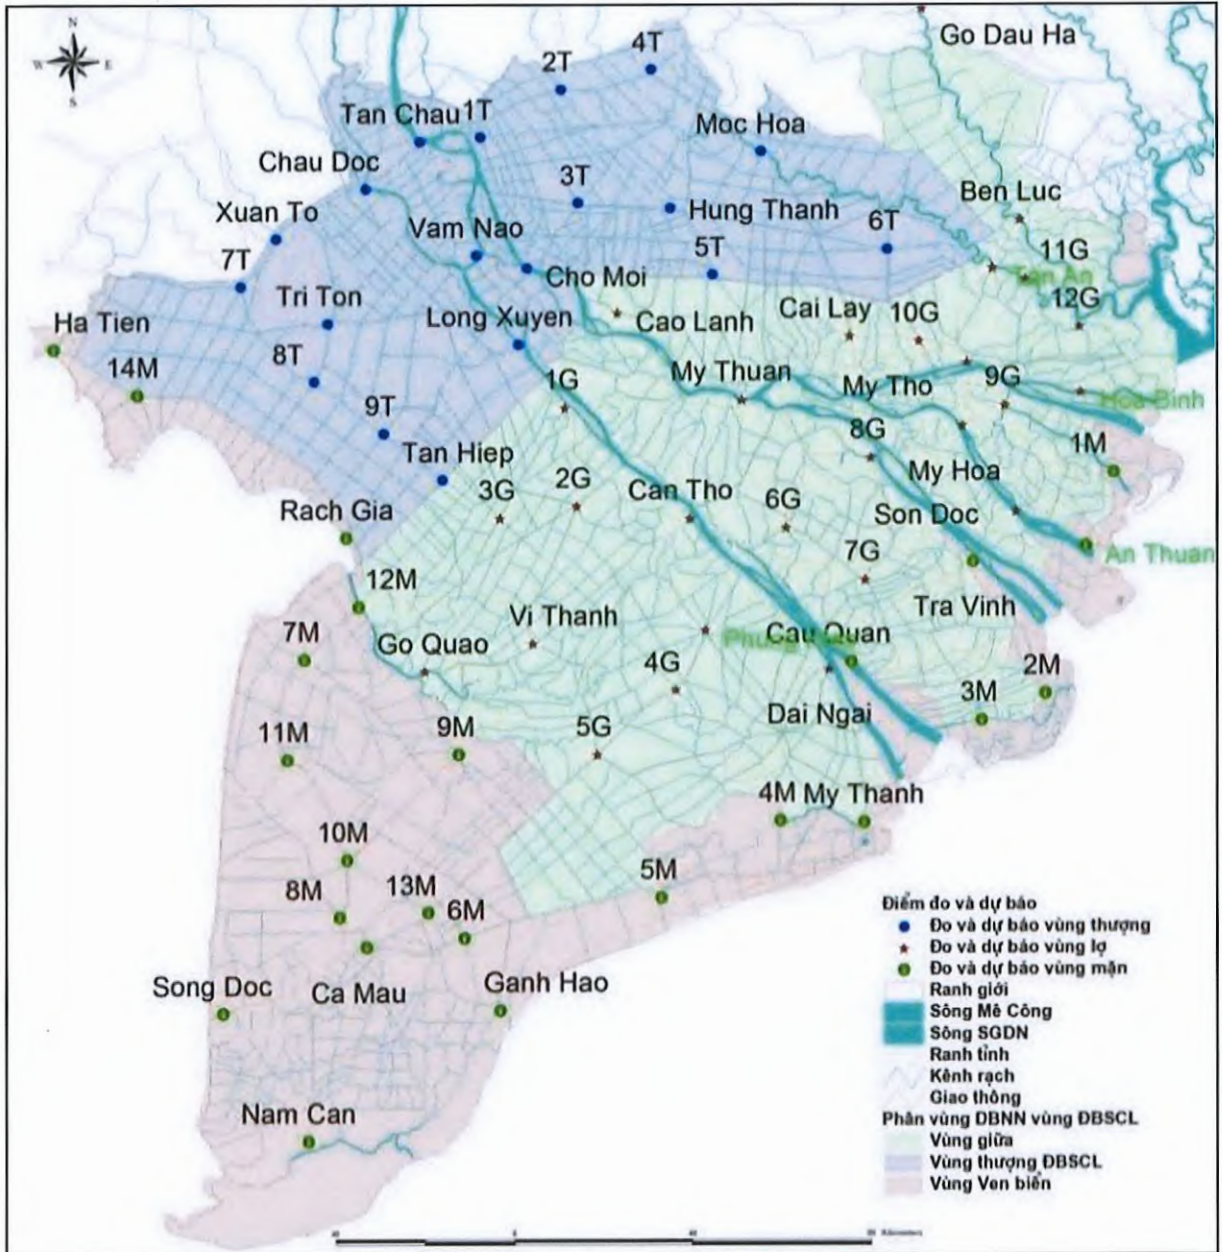 N
W
E
S
Go Dau Ha
4T
2T
Tan Chau
1T
Moc Hoa
Chau Doc
3T
Ben Luc
Xuan To
Vam Nao
Hung Thanh
6T
7T
5T
11G
Cho Moi
Tan An
Tri Ton
12G
Ha Tien
Long Xuyen
Cao Lanh
Cai Lay
10G
8T
14M
1G
My Thuan
My Tho
9G
Hoa Binh
9T
8G
1M
Tan Hiep
3G
2G
Can Tho
6G
My Hoa
Rach Gia
Son Doc
7G
An Thuan
12M
Vi Thanh
Tra Vinh
7M
Go Quao
Cau Quan
4G
2M
3M
11M
9M
5G
Dai Ngai
4M
My Thanh
10M
5M
8M
13M
6M
Song Doc
Ca Mau
Ganh Hao
Nam Can
Điểm đo và dự báo
Đo và dự báo vùng thượng
Đo và dự báo vùng lợ
Đo và dự báo vùng mặn
Ranh giới
Sông Mê Công
Sông SGDN
Ranh tỉnh
Kênh rạch
Giao thông
Phân vùng DBNN vùng ĐBSCL
Vùng giữa
Vùng thượng ĐBSCL
Vùng Ven biển